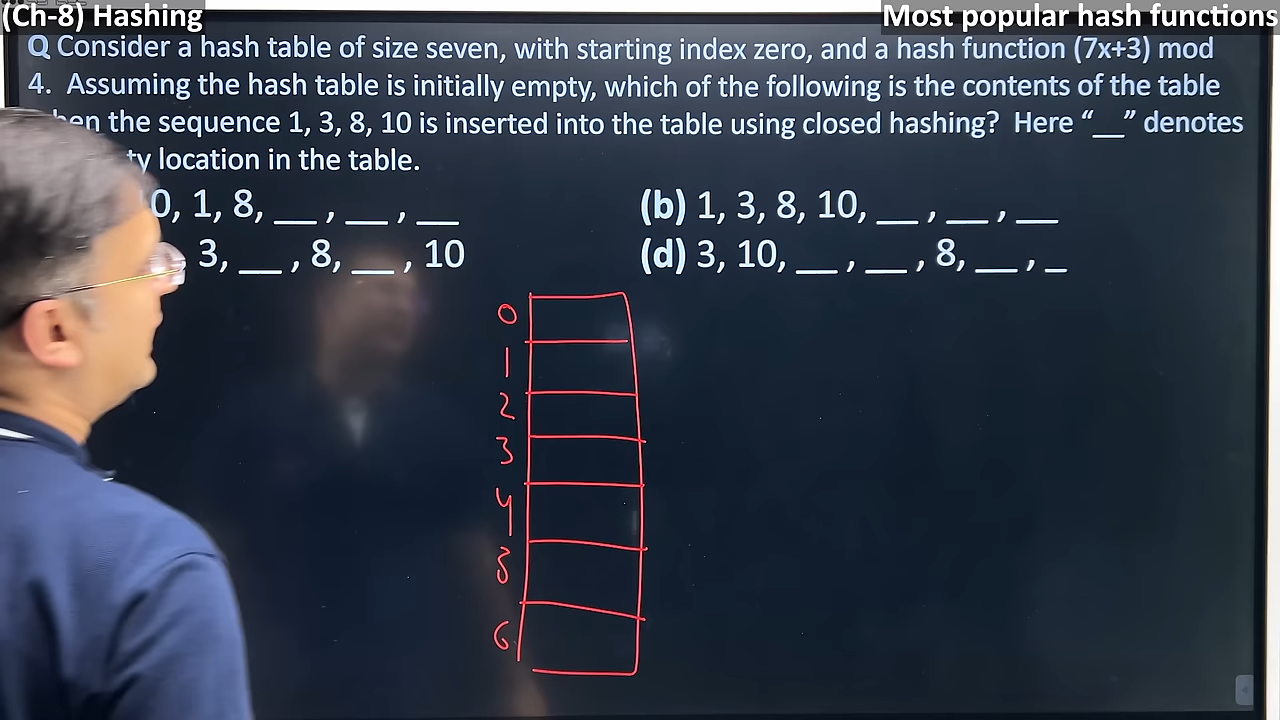 (Ch-8) Hashing
Most popular hash functions
Q Consider a hash table of size seven, with starting index zero, and a hash function (7x+3) mod
4. Assuming the hash table is initially empty, which of the following is the contents of the table
the sequence 1, 3, 8, 10 is inserted into the table using closed hashing? Here “__” denotes
location in the table.
0, 1, 8, __ , __ , __
(b) 1, 3, 8, 10, __ , __ , __
3, __ , 8, __ , 10
(d) 3, 10, __ , __ , 8, __ , _
0
1
2
3
4
5
6